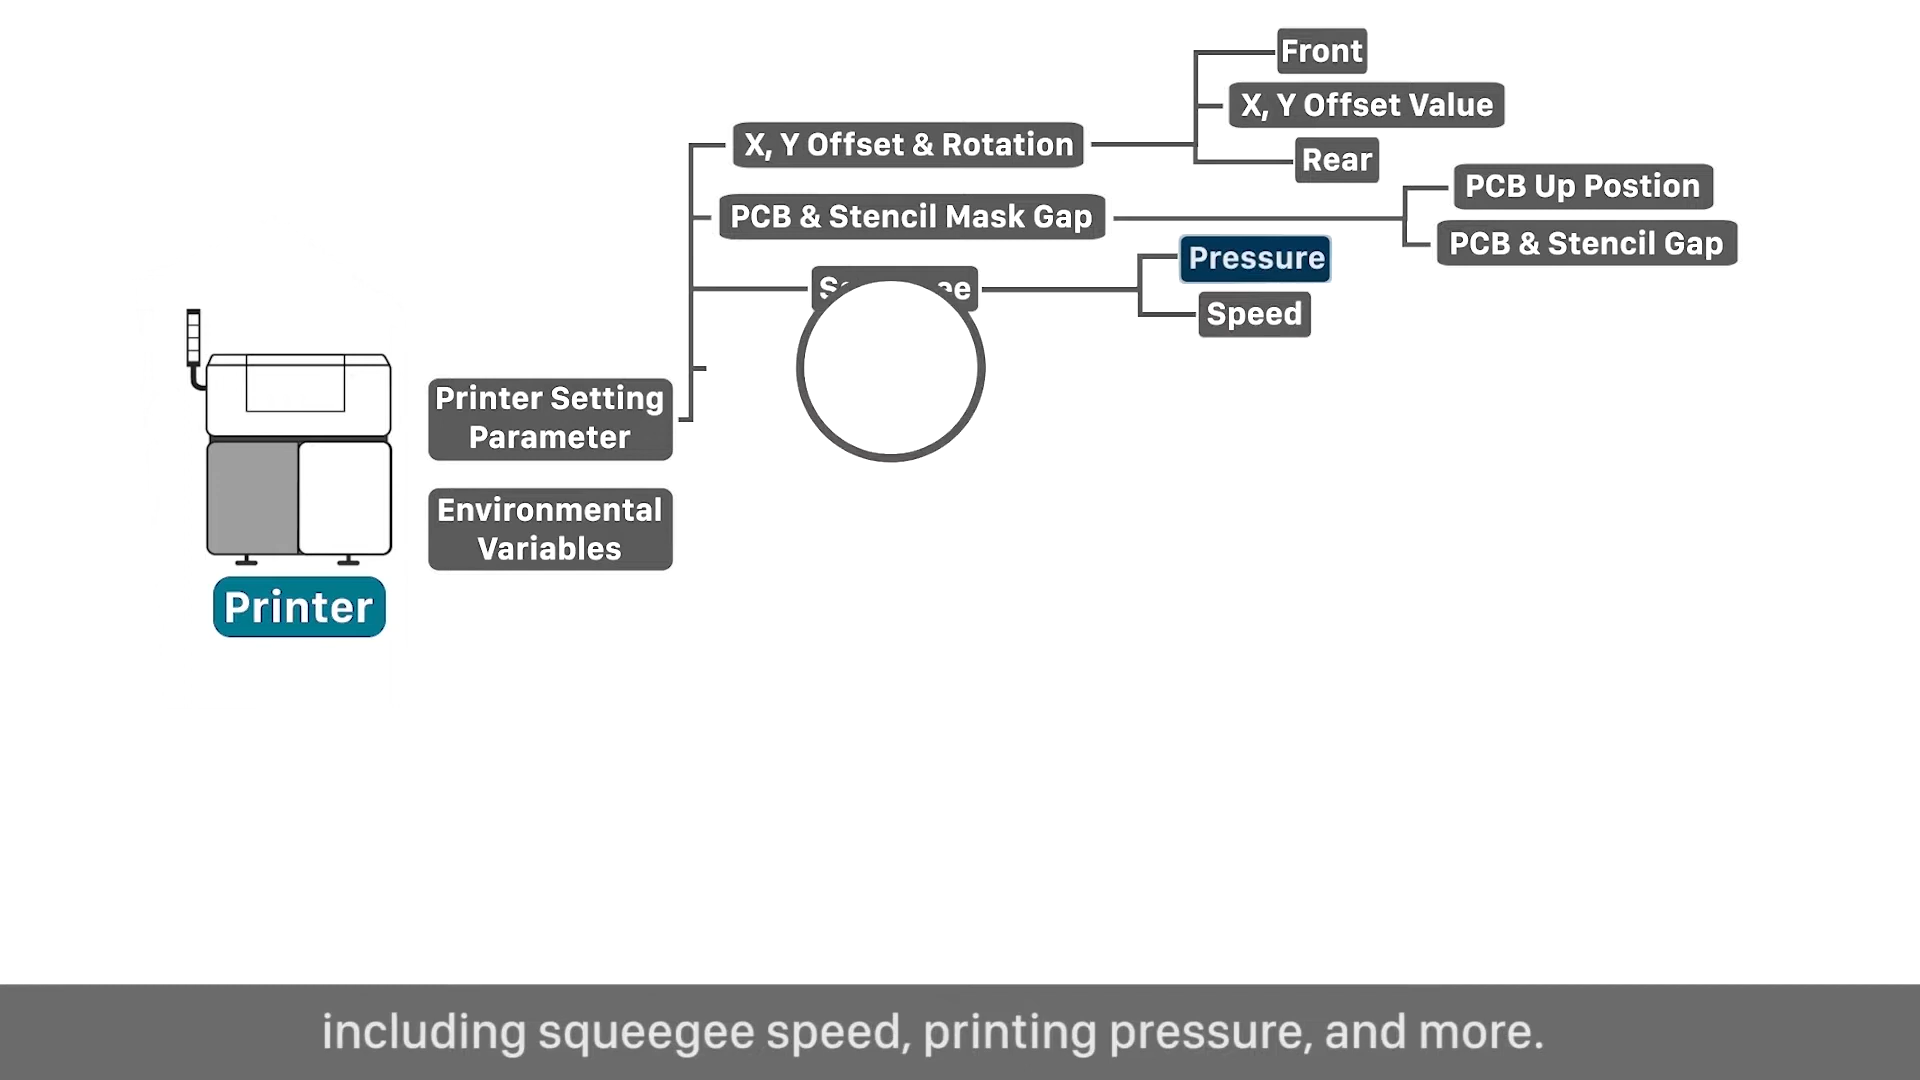 Front
X, Y Offset Value
X, Y Offset & Rotation
Rear
PCB Up Postion
PCB & Stencil Mask Gap
PCB & Stencil Gap
Pressure
Speed
Printer Setting
Parameter
Environmental
Variables
Printer
including squeegee speed, printing pressure, and more.